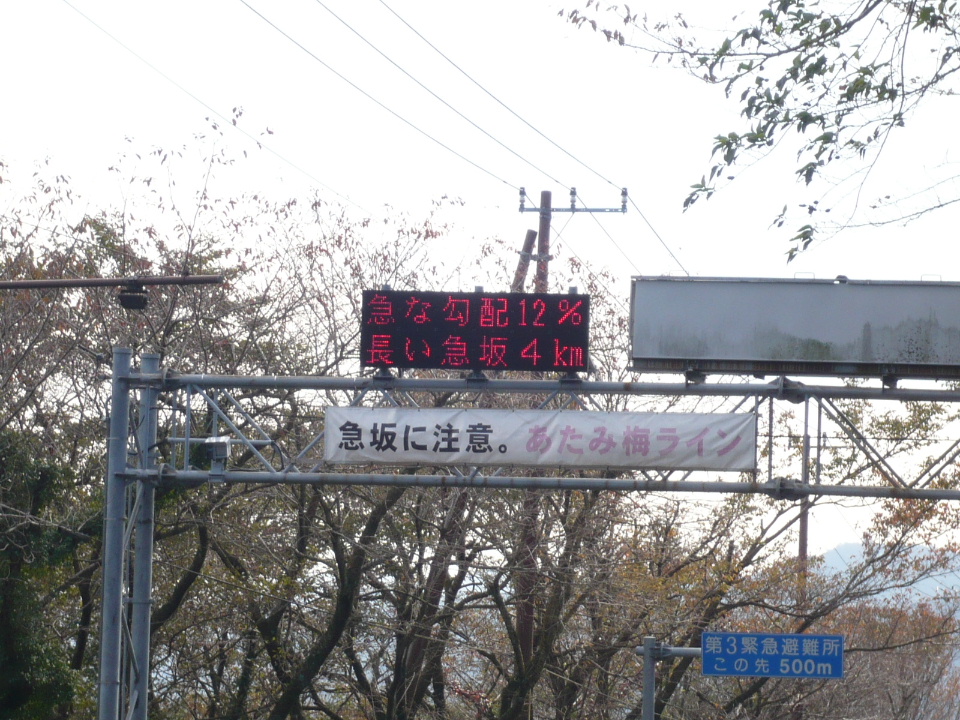 急な勾配12%
長い急坂4km
急坂に注意。あたみ梅ライン
第3緊急避難所
この先 500m